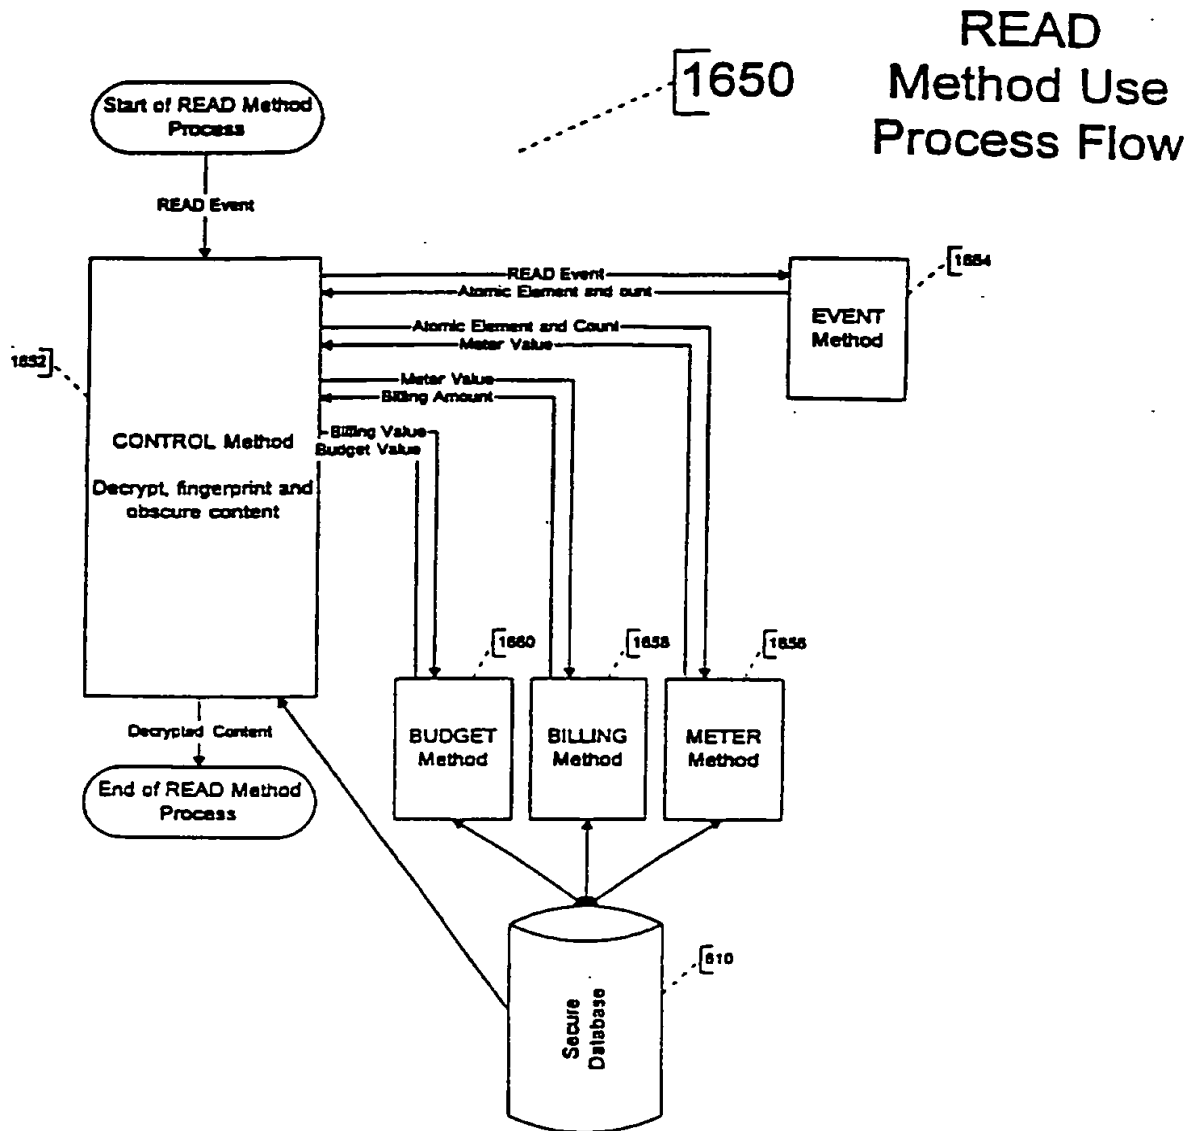 READ
Method Use
Process Flow
1650
Start of READ Method
Process
READ Event
READ Event
Atomic Element and ount
1654
EVENT
Method
Atomic Element and Count
Meter Value
1652
Meter Value
Billing Amount
Billing Value
Budget Value
CONTROL Method
Decrypt, fingerprint and
obscure content
1660
1658
1656
BUDGET
Method
BILLING
Method
METER
Method
Decrypted Content
End of READ Method
Process
610
Secure
Database